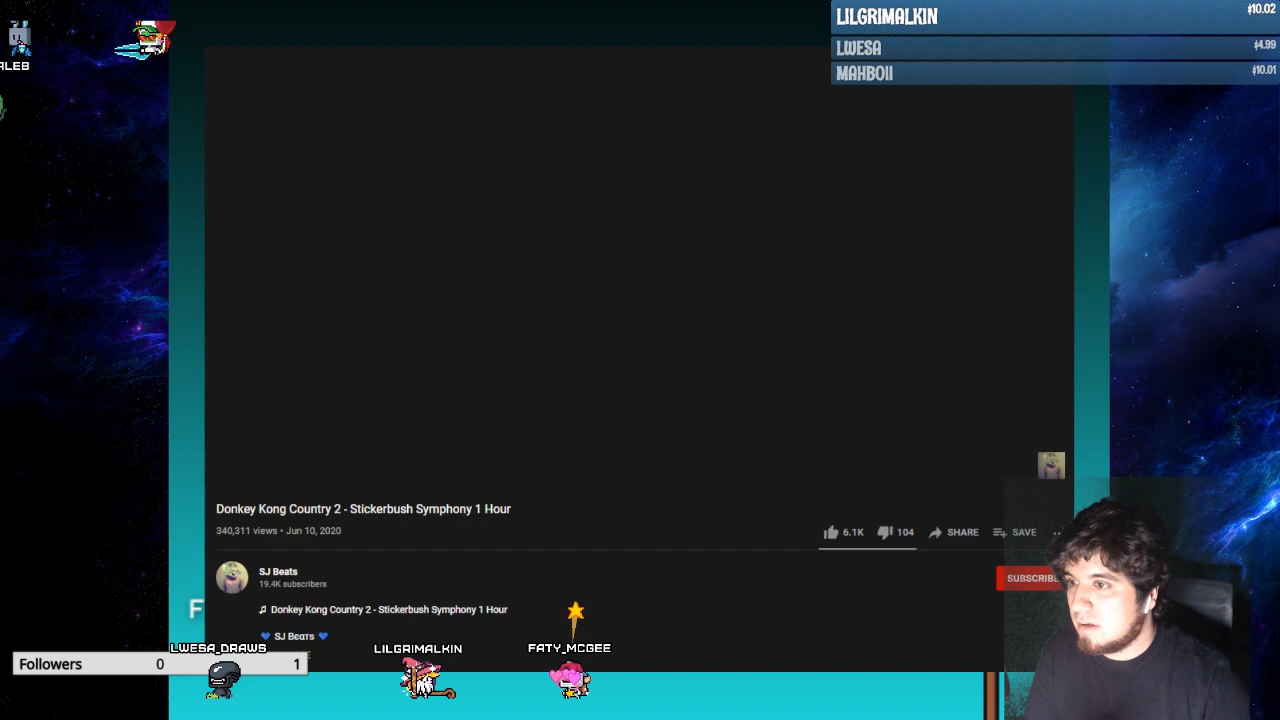 LILGRIMALKIN $10.02
LWESA $4.99
MAHBOII $10.01
ALEB
Donkey Kong Country 2 - Stickerbush Symphony 1 Hour
340,311 views • Jun 10, 2020
6.1K 104 SHARE SAVE
SJ Beats
19.4K subscribers
SUBSCRIBE
F
♫ Donkey Kong Country 2 - Stickerbush Symphony 1 Hour
💙 SJ Beats 💙
LWESA_DRAWS LILGRIMALKIN FATY_MCGEE
Followers 0 1